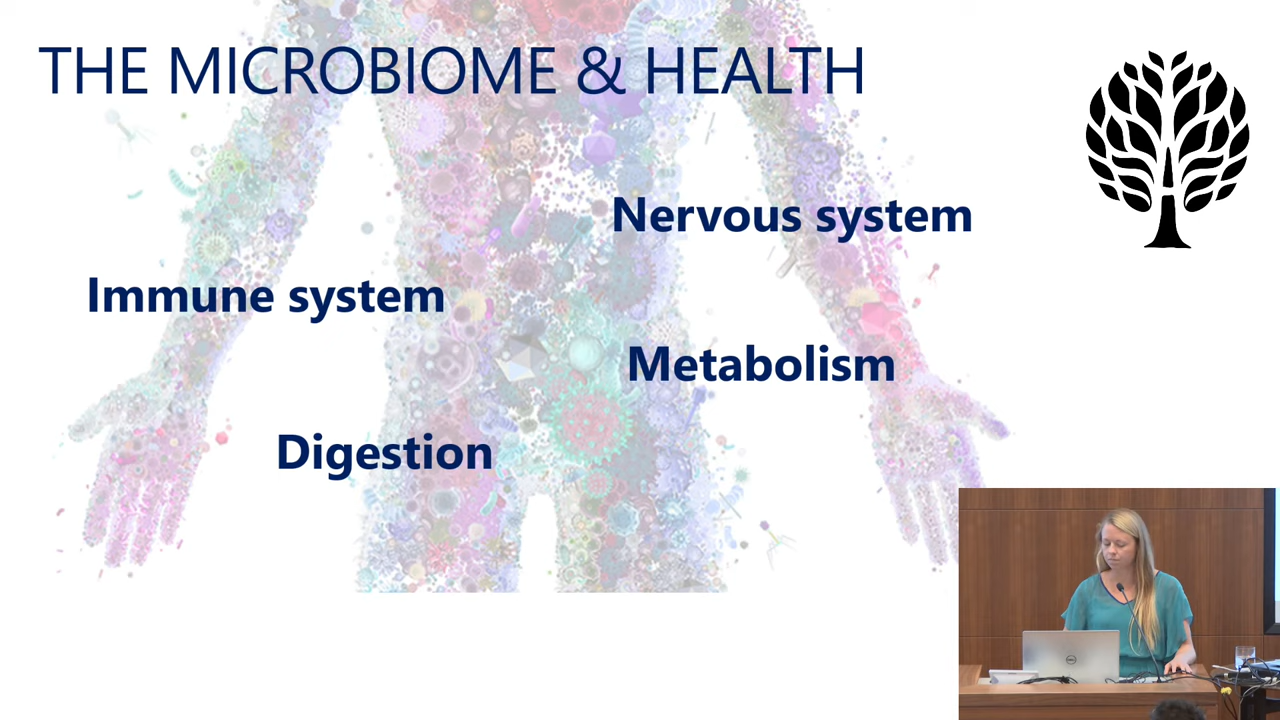 THE MICROBIOME & HEALTH
Nervous system
Immune system
Metabolism
Digestion